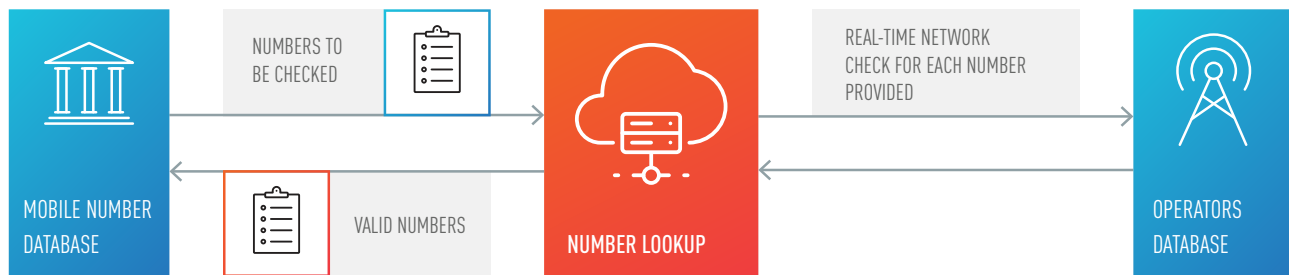 NUMBERS TO
BE CHECKED
REAL-TIME NETWORK
CHECK FOR EACH NUMBER
PROVIDED
MOBILE NUMBER
DATABASE
VALID NUMBERS
NUMBER LOOKUP
OPERATORS
DATABASE